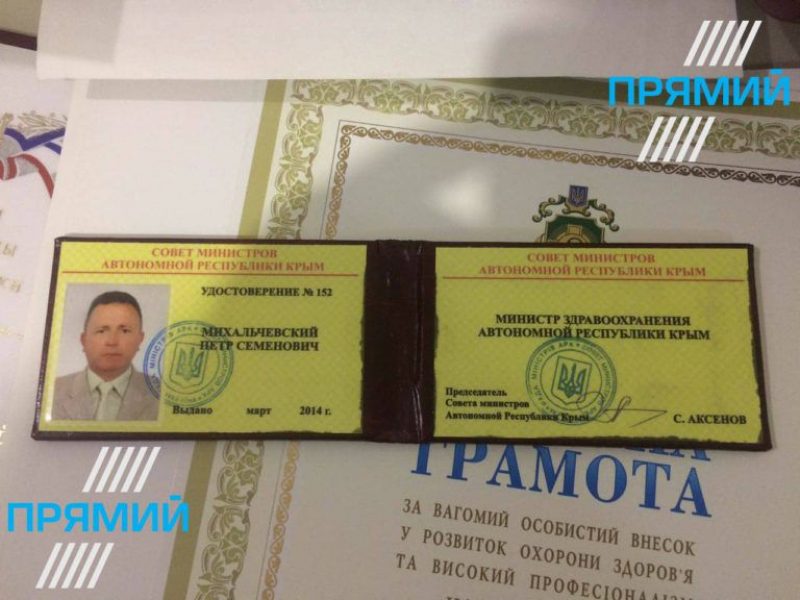 ПРЯМИЙ
СОВЕТ МИНИСТРОВ
АВТОНОМНОЙ РЕСПУБЛИКИ КРЫМ
УДОСТОВЕРЕНИЕ № 152
МИХАЛЬЧЕВСКИЙ
ПЕТР СЕМЕНОВИЧ
Выдано март 2014 г.
СОВЕТ МИНИСТРОВ
АВТОНОМНОЙ РЕСПУБЛИКИ КРЫМ
МИНИСТР ЗДРАВООХРАНЕНИЯ
АВТОНОМНОЙ РЕСПУБЛИКИ КРЫМ
Председатель
Совета министров
Автономной Республики Крым
С. АКСЕНОВ
ГРАМОТА
ЗА ВАГОМИЙ ОСОБИСТИЙ ВНЕСОК
У РОЗВИТОК ОХОРОНИ ЗДОРОВ'Я
ТА ВИСОКИЙ ПРОФЕСІОНАЛІЗМ
ПРЯМИЙ